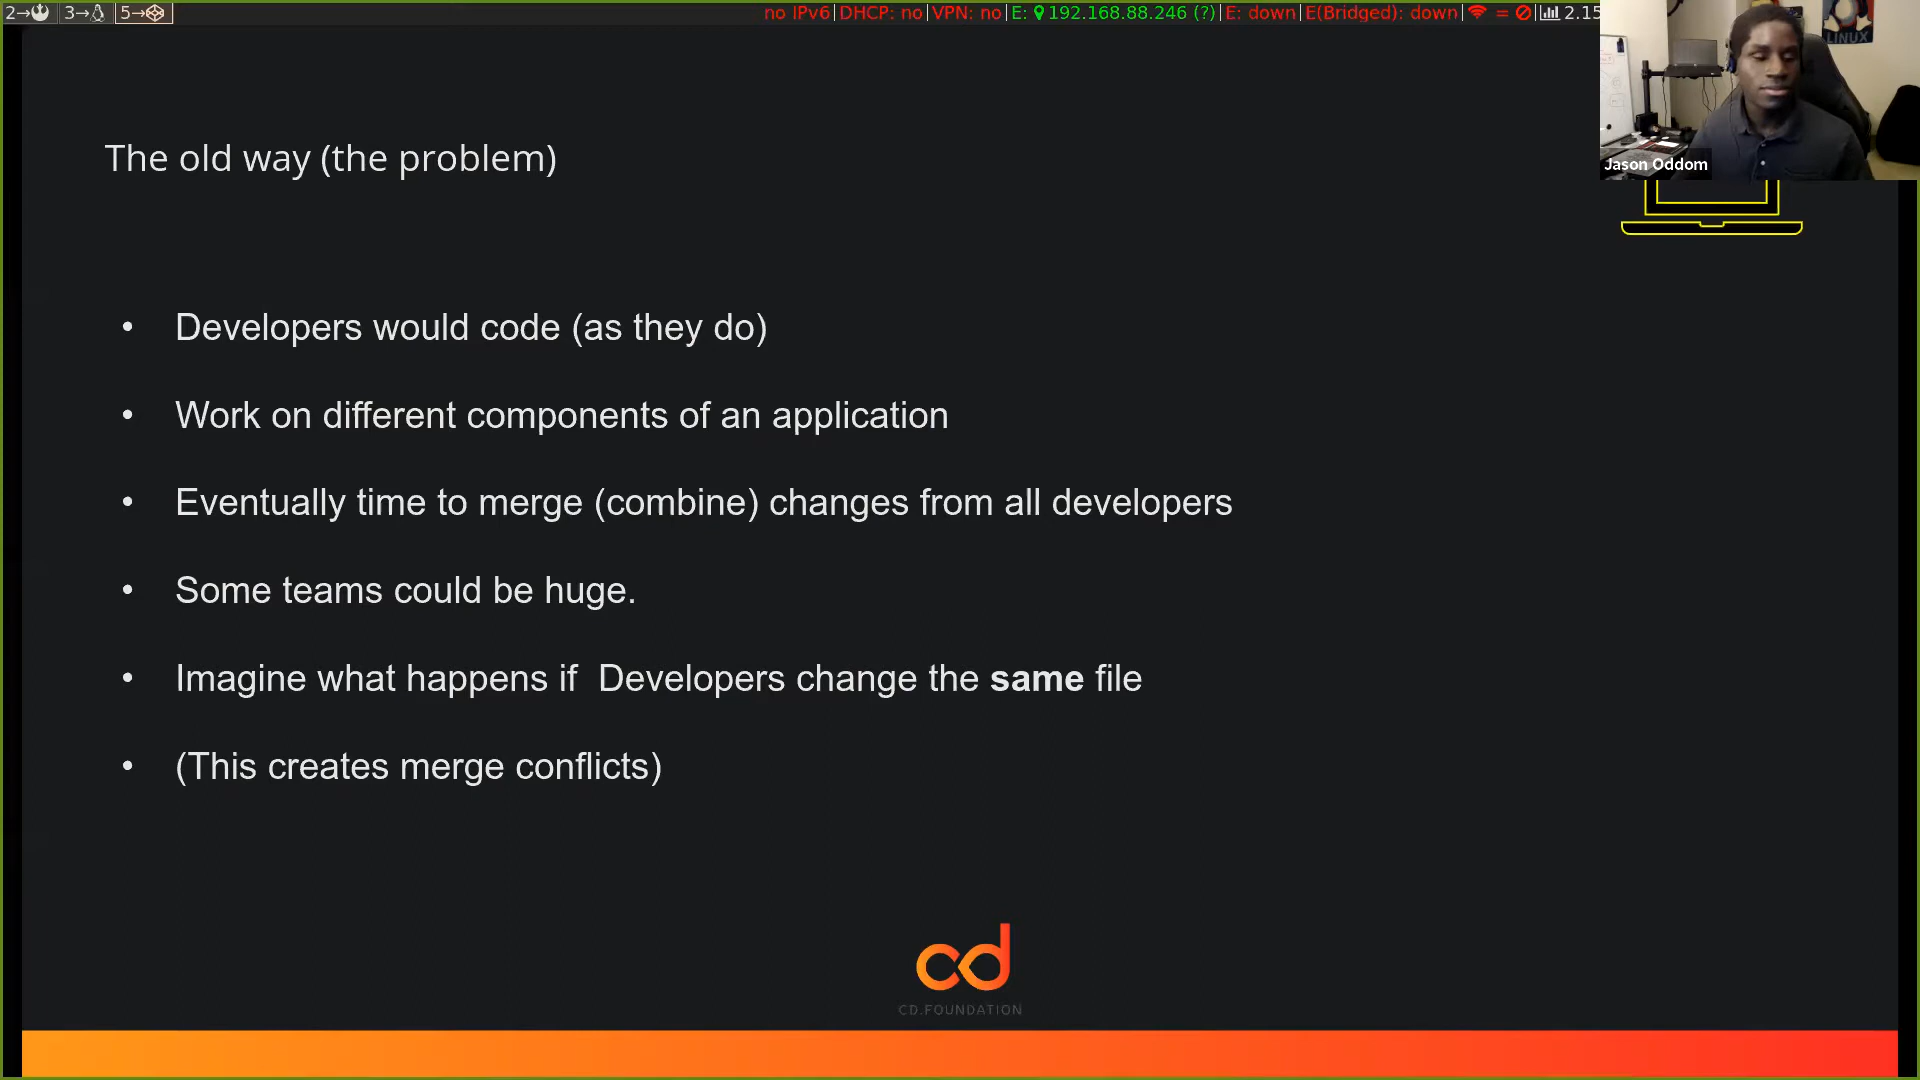 2→ 3→ 5→ no IPv6|DHCP: no|VPN: no|E: 192.168.88.246 (?)|E: down|E(Bridged): down| = | 2.15
LINUX
Jason Oddom
The old way (the problem)
• Developers would code (as they do)
• Work on different components of an application
• Eventually time to merge (combine) changes from all developers
• Some teams could be huge.
• Imagine what happens if  Developers change the same file
• (This creates merge conflicts)
cd
CD.FOUNDATION